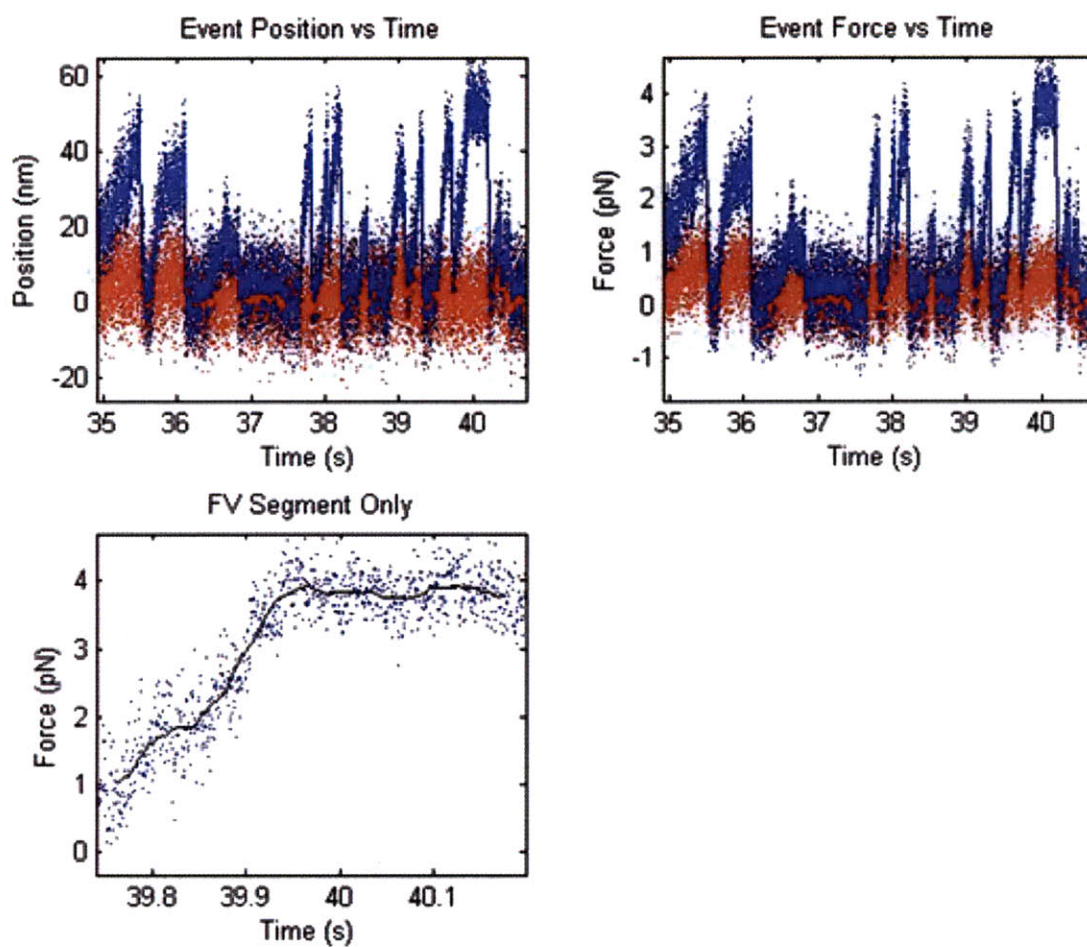 Event Position vs Time
Position (nm)
60
40
20
0
-20
35 36 37 38 39 40
Time (s)
Event Force vs Time
Force (pN)
4
3
2
1
0
-1
35 36 37 38 39 40
Time (s)
FV Segment Only
Force (pN)
4
3
2
1
0
39.8 39.9 40 40.1
Time (s)